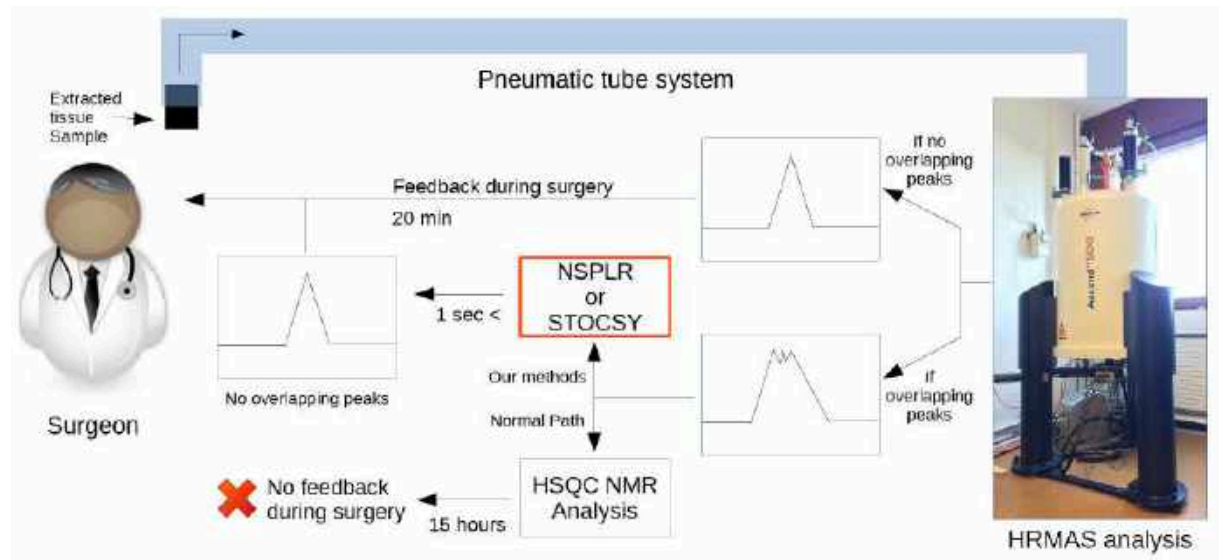 Pneumatic tube system
Extracted
tissue
Sample
If no
overlapping
peaks
Feedback during surgery
20 min
NSPLR
or
STOCSY
1 sec <
Ascend
Our methods
No overlapping peaks
If
overlapping
peaks
Normal Path
Surgeon
HSQC NMR
Analysis
No feedback
during surgery
15 hours
HRMAS analysis